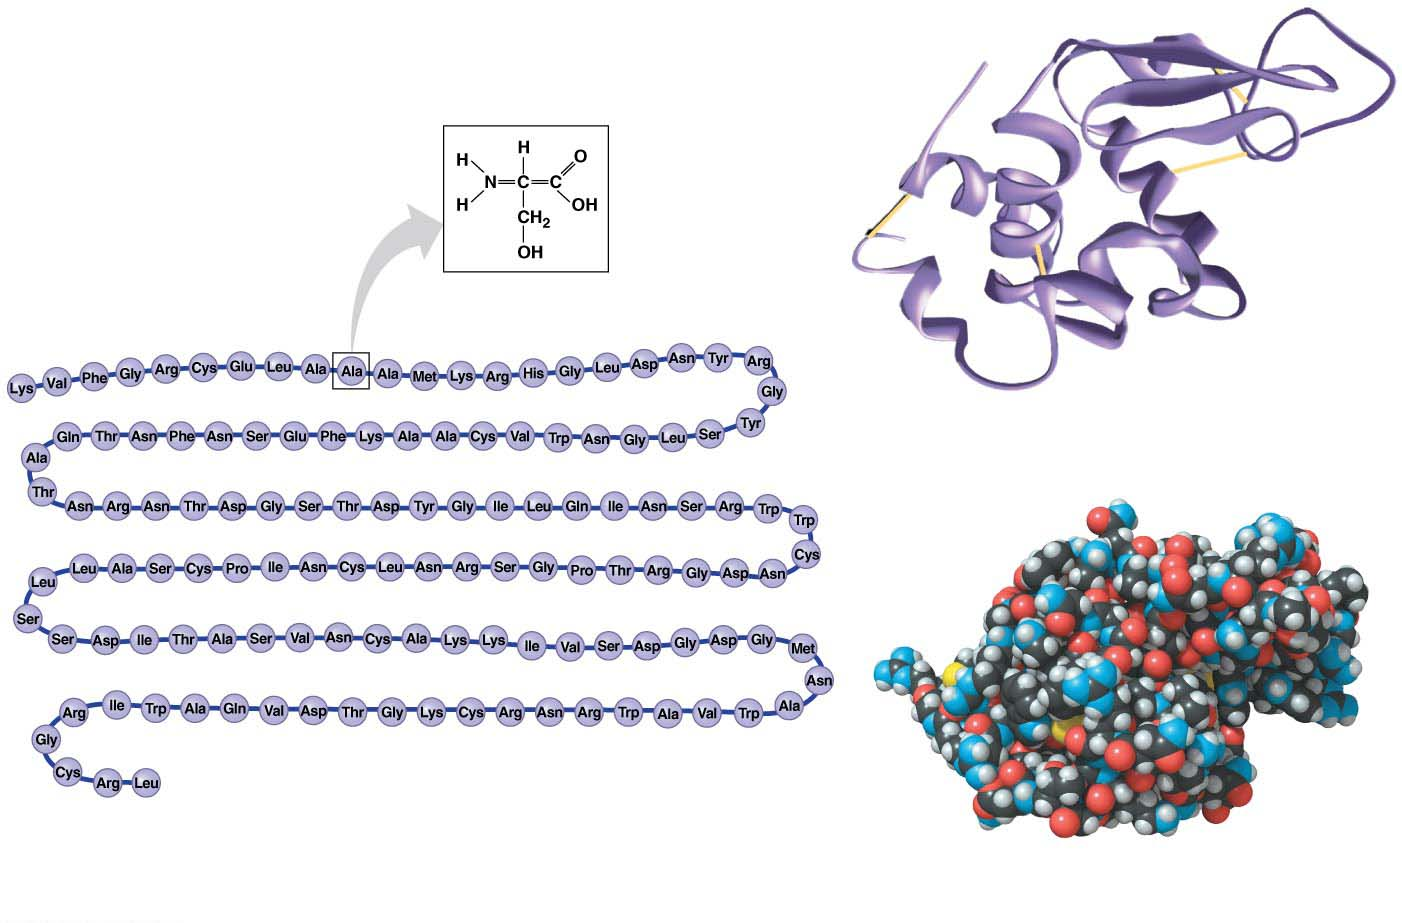 H H O
N C C
H CH2 OH
OH
Lys Val Phe Gly Arg Cys Glu Leu Ala Ala Ala Met Lys Arg His Gly Leu Asp Asn Tyr Arg
Gly
Gln Thr Asn Phe Asn Ser Glu Phe Lys Ala Ala Cys Val Trp Asn Gly Leu Ser Tyr
Ala
Thr
Asn Arg Asn Thr Asp Gly Ser Thr Asp Tyr Gly Ile Leu Gln Ile Asn Ser Arg Trp Trp
Cys
Leu Leu Ala Ser Cys Pro Ile Asn Cys Leu Asn Arg Ser Gly Pro Thr Arg Gly Asp Asn
Ser
Ser Asp Ile Thr Ala Ser Val Asn Cys Ala Lys Lys Ile Val Ser Asp Gly Asp Gly Met
Asn
Arg Ile Trp Ala Gln Val Asp Thr Gly Lys Cys Arg Asn Arg Trp Ala Val Trp Ala
Gly
Cys Arg Leu